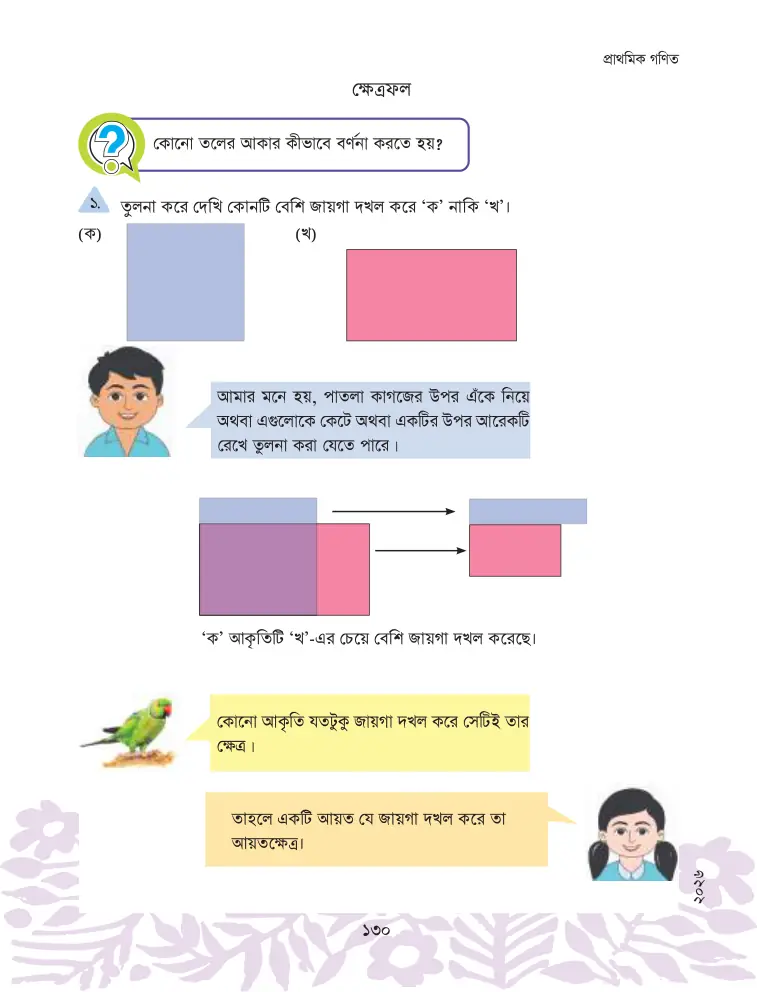 প্রাথমিক গণিত
ক্ষেত্রফল
কোনো তলের আকার কীভাবে বর্ণনা করতে হয়?
১. তুলনা করে দেখি কোনটি বেশি জায়গা দখল করে ‘ক’ নাকি ‘খ’।
(ক) (খ)
আমার মনে হয়, পাতলা কাগজের উপর এঁকে নিয়ে
অথবা এগুলোকে কেটে অথবা একটির উপর আরেকটি
রেখে তুলনা করা যেতে পারে।
‘ক’ আকৃতিটি ‘খ’-এর চেয়ে বেশি জায়গা দখল করেছে।
কোনো আকৃতি যতটুকু জায়গা দখল করে সেটিই তার
ক্ষেত্র।
তাহলে একটি আয়ত যে জায়গা দখল করে তা
আয়তক্ষেত্র।
২০২৬
১৩০